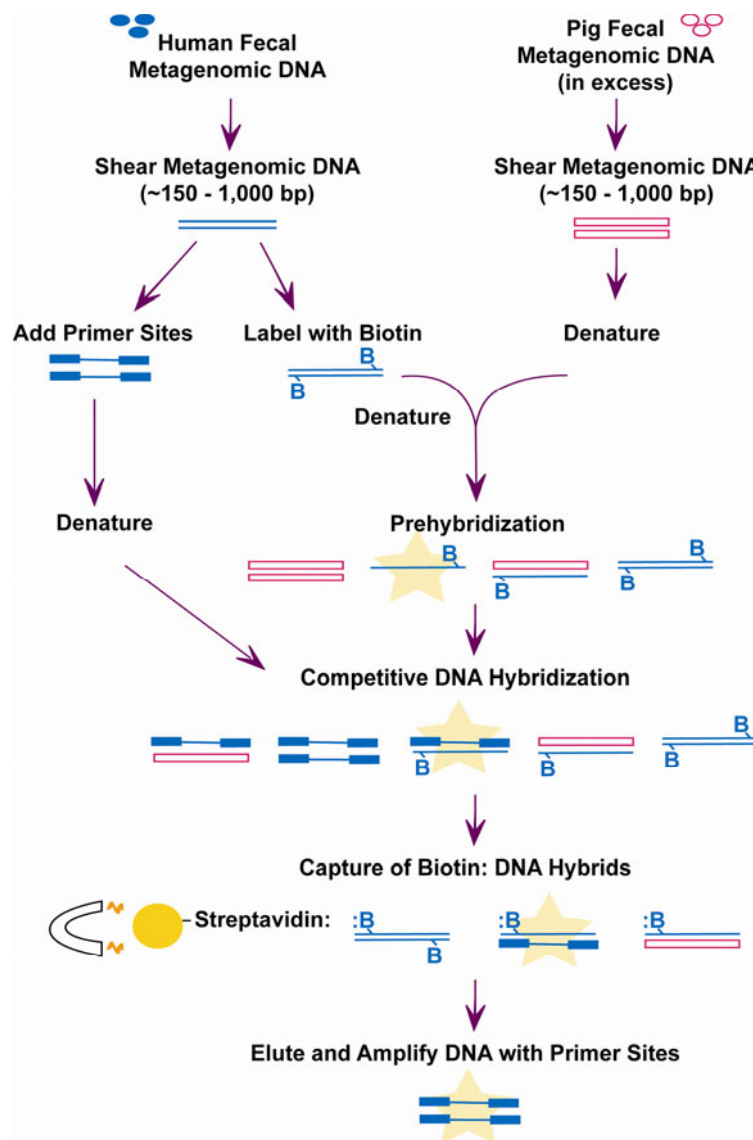 Human Fecal
Metagenomic DNA
Pig Fecal
Metagenomic DNA
(in excess)
Shear Metagenomic DNA
(~150 - 1,000 bp)
Shear Metagenomic DNA
(~150 - 1,000 bp)
Add Primer Sites
Label with Biotin
Denature
B
B
Denature
Denature
Prehybridization
B
B
B
B
Competitive DNA Hybridization
B
B
B
B
Capture of Biotin: DNA Hybrids
Streptavidin:
:B
B
:B
:B
Elute and Amplify DNA with Primer Sites